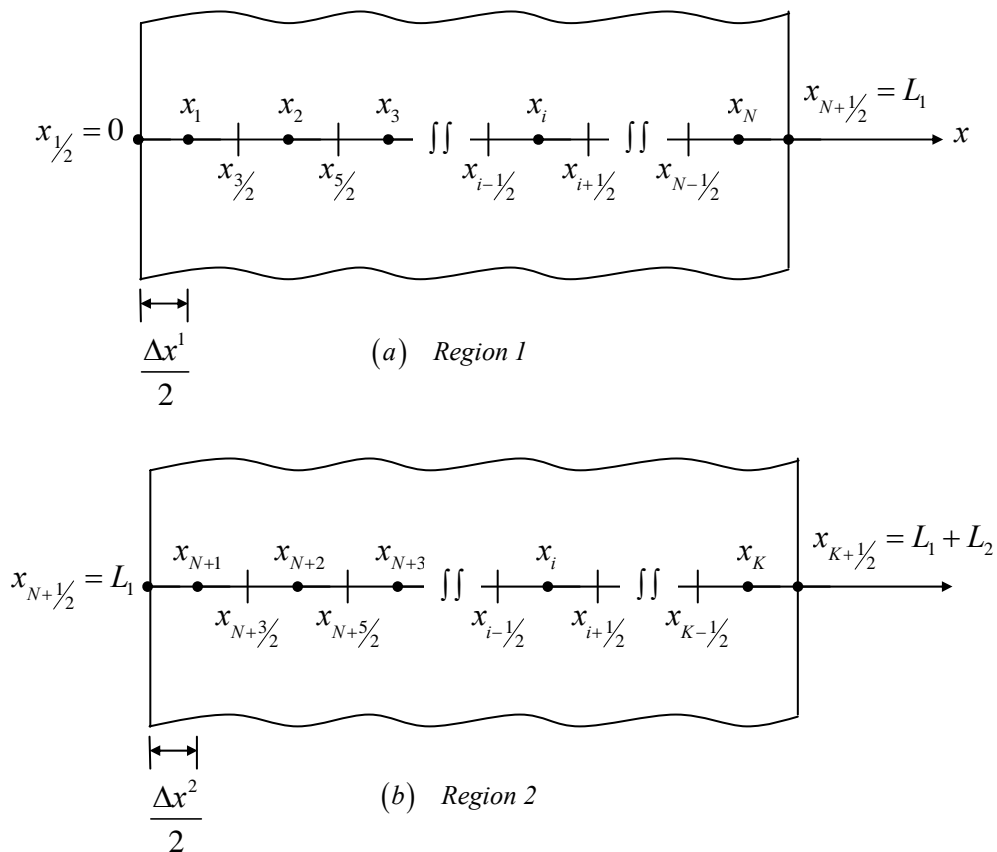 x_{N+1/2} = L_1
x_1 x_2 x_3 x_i x_N
x_{1/2} = 0 ∫∫ ∫∫ x
x_{3/2} x_{5/2} x_{i-1/2} x_{i+1/2} x_{N-1/2}
Δx^1/2
(a) Region 1
x_{K+1/2} = L_1 + L_2
x_{N+1} x_{N+2} x_{N+3} x_i x_K
x_{N+1/2} = L_1 ∫∫ ∫∫
x_{N+3/2} x_{N+5/2} x_{i-1/2} x_{i+1/2} x_{K-1/2}
Δx^2/2
(b) Region 2